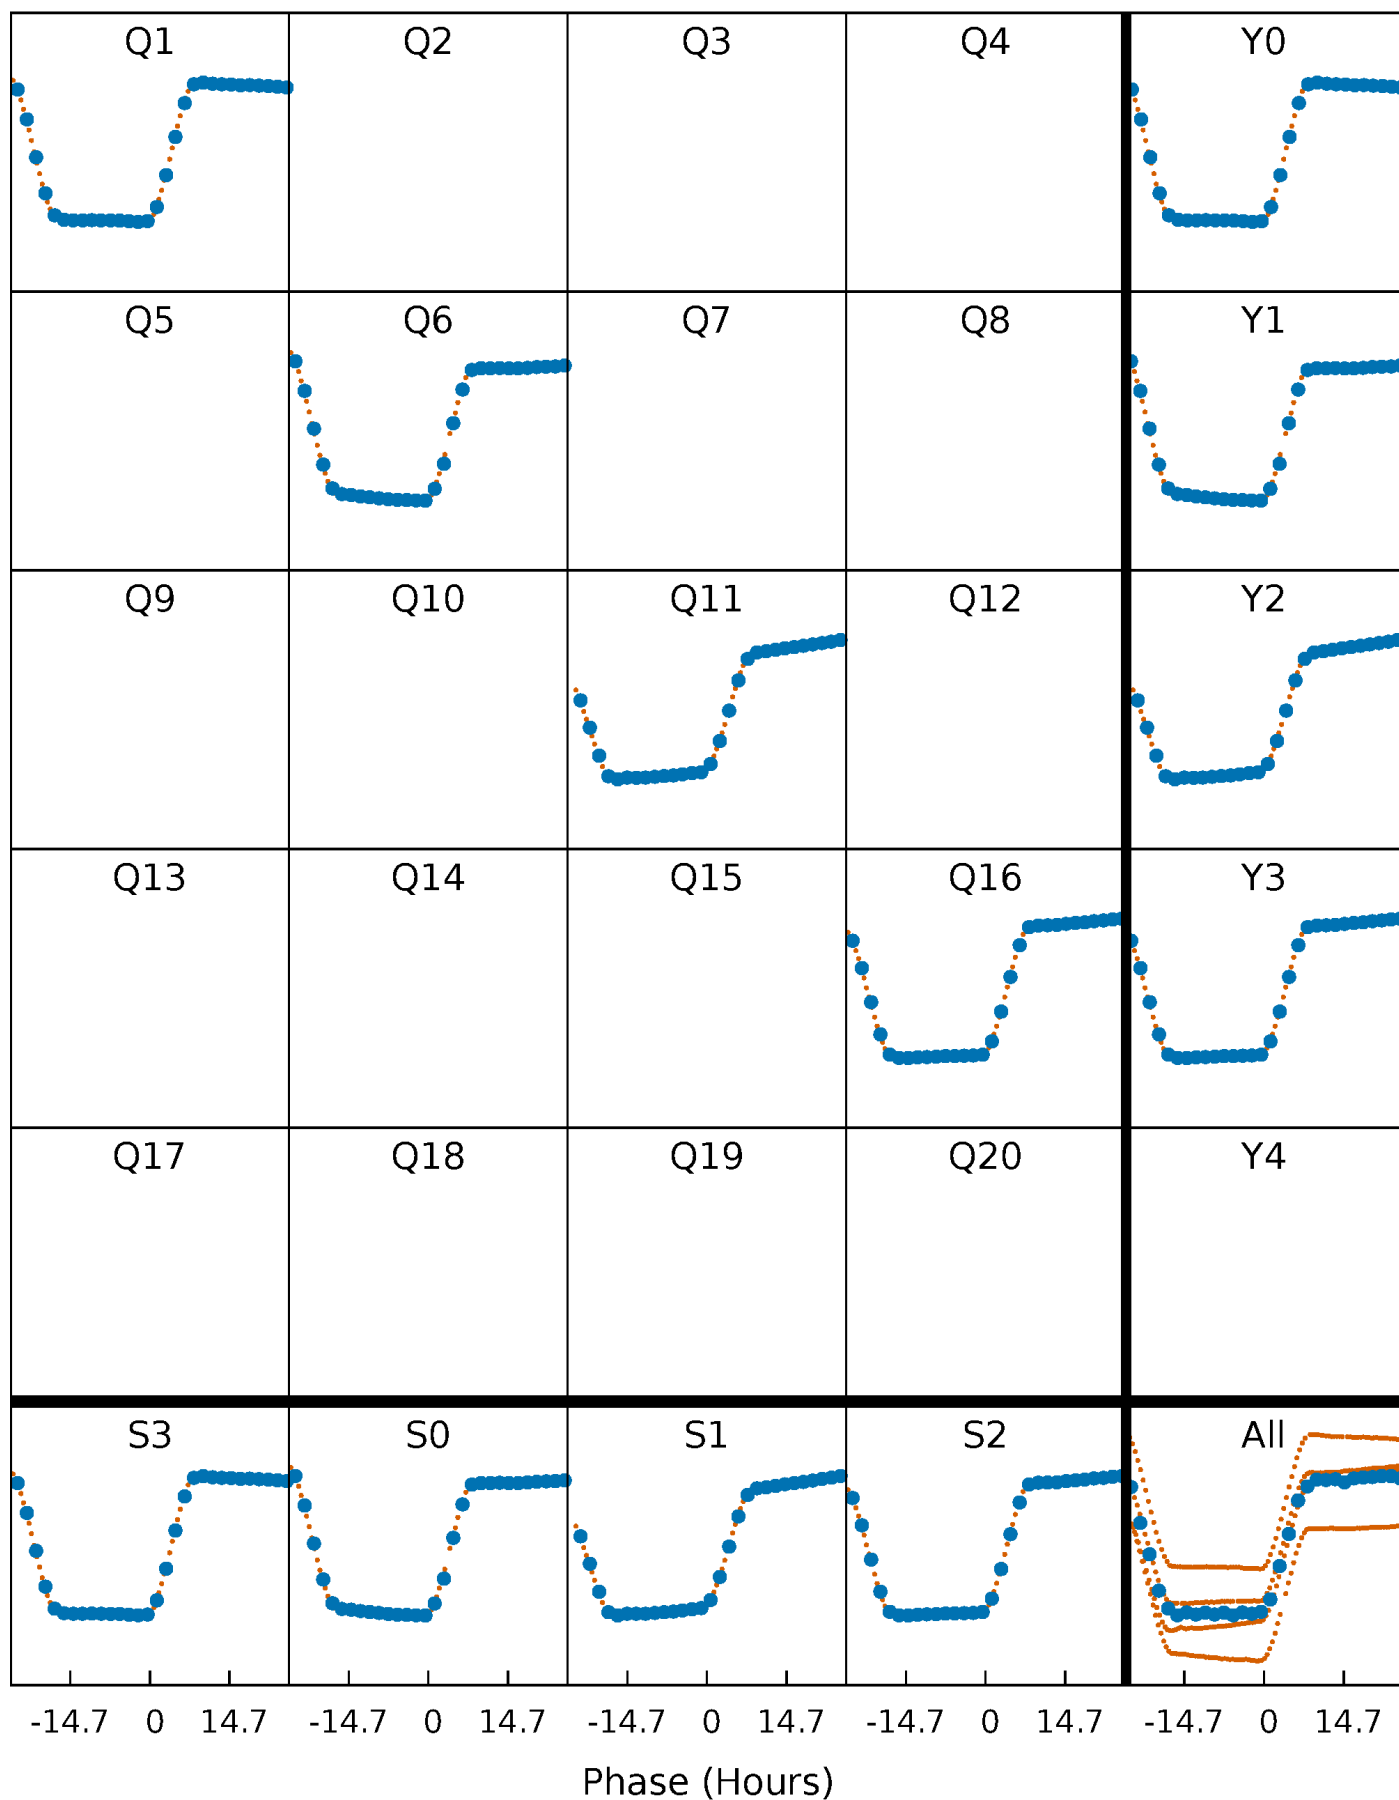 Q1 Q2 Q3 Q4 Y0
Q5 Q6 Q7 Q8 Y1
Q9 Q10 Q11 Q12 Y2
Q13 Q14 Q15 Q16 Y3
Q17 Q18 Q19 Q20 Y4
S3 S0 S1 S2 All
-14.7 0 14.7 -14.7 0 14.7 -14.7 0 14.7 -14.7 0 14.7 -14.7 0 14.7
Phase (Hours)